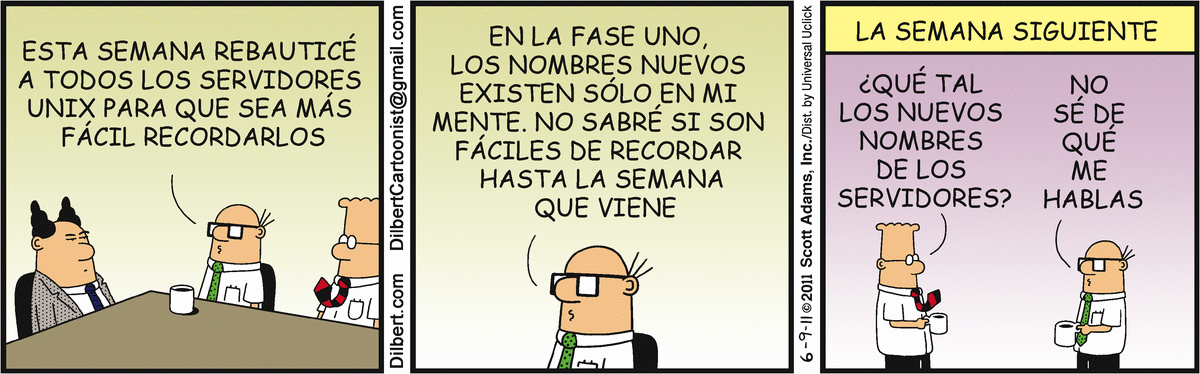 ESTA SEMANA REBAUTICÉ
A TODOS LOS SERVIDORES
UNIX PARA QUE SEA MÁS
FÁCIL RECORDARLOS
Dilbert.com DilbertCartoonist@gmail.com
EN LA FASE UNO,
LOS NOMBRES NUEVOS
EXISTEN SÓLO EN MI
MENTE. NO SABRÉ SI SON
FÁCILES DE RECORDAR
HASTA LA SEMANA
QUE VIENE
6-9-11 © 2011 Scott Adams, Inc./Dist. by Universal Uclick
LA SEMANA SIGUIENTE
¿QUÉ TAL
LOS NUEVOS
NOMBRES
DE LOS
SERVIDORES?
NO
SÉ DE
QUÉ
ME
HABLAS